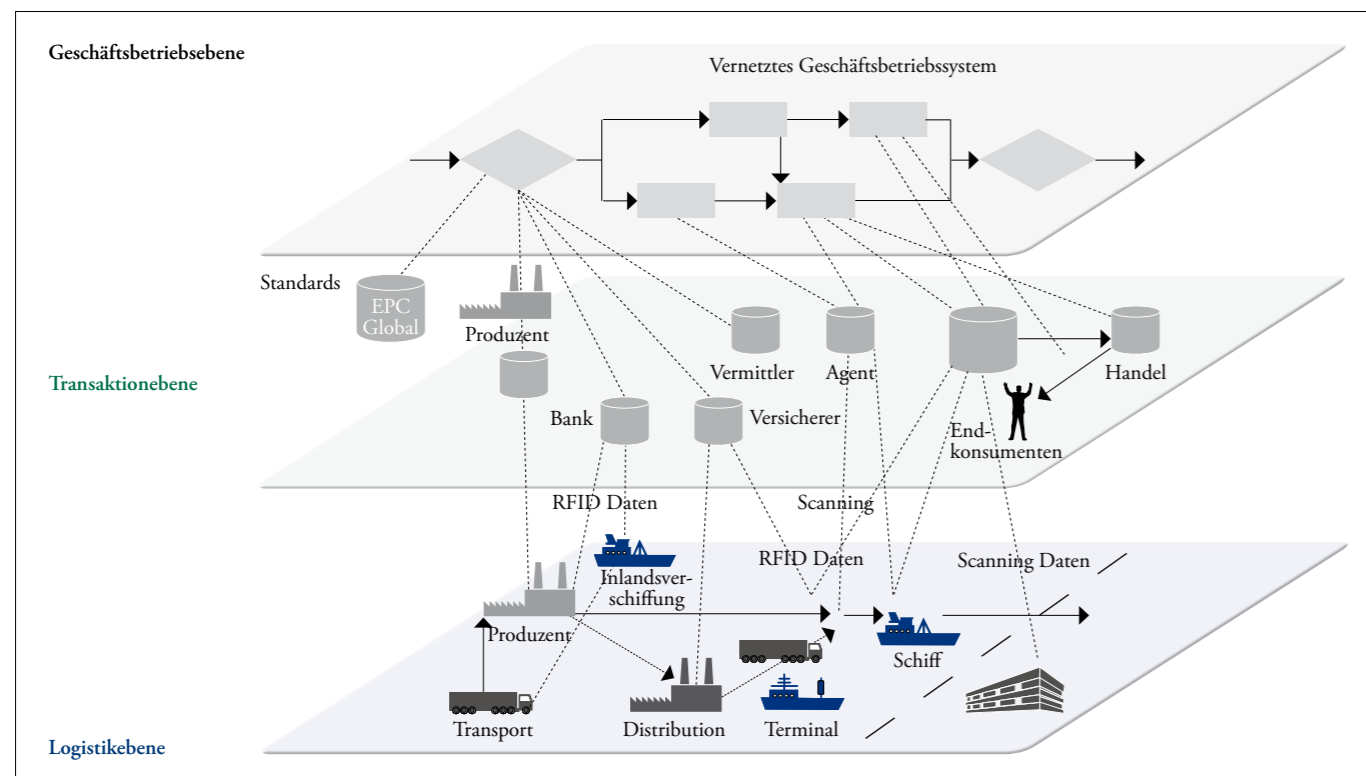 Geschäftsbetriebsebene
Vernetztes Geschäftsbetriebssystem
Standards
EPC
Global
Produzent
Vermittler
Agent
Handel
Transaktionebene
Bank
Versicherer
End-
konsumenten
RFID Daten
Scanning
RFID Daten
Scanning Daten
Inlandsver-
schiffung
Produzent
Schiff
Transport
Distribution
Terminal
Logistikebene